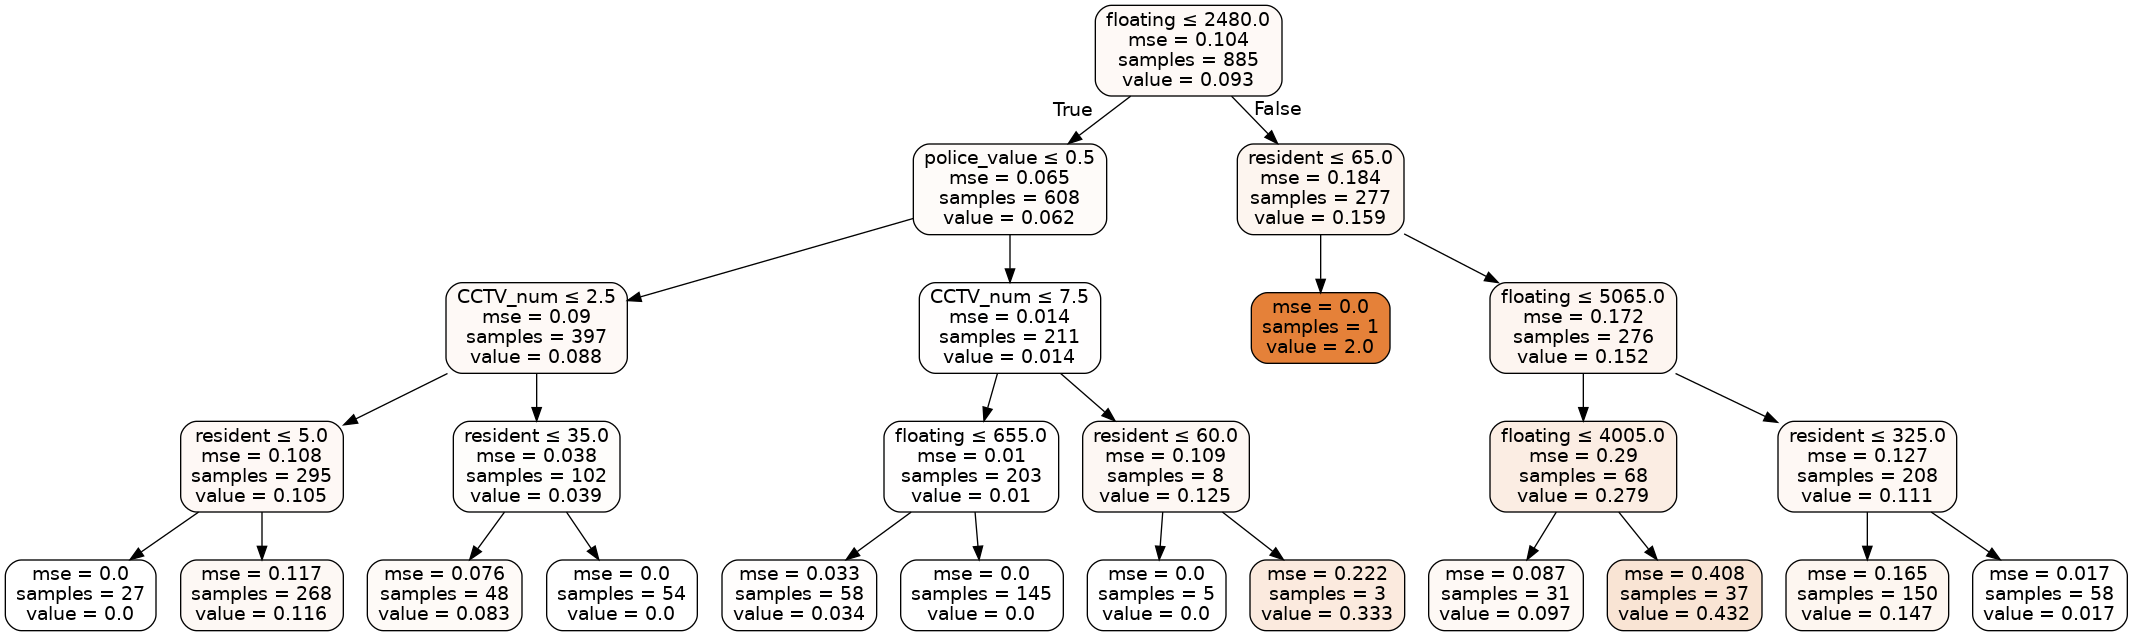 floating ≤ 2480.0
mse = 0.104
samples = 885
value = 0.093
True
False
police_value ≤ 0.5
mse = 0.065
samples = 608
value = 0.062
resident ≤ 65.0
mse = 0.184
samples = 277
value = 0.159
CCTV_num ≤ 2.5
mse = 0.09
samples = 397
value = 0.088
CCTV_num ≤ 7.5
mse = 0.014
samples = 211
value = 0.014
mse = 0.0
samples = 1
value = 2.0
floating ≤ 5065.0
mse = 0.172
samples = 276
value = 0.152
resident ≤ 5.0
mse = 0.108
samples = 295
value = 0.105
resident ≤ 35.0
mse = 0.038
samples = 102
value = 0.039
floating ≤ 655.0
mse = 0.01
samples = 203
value = 0.01
resident ≤ 60.0
mse = 0.109
samples = 8
value = 0.125
floating ≤ 4005.0
mse = 0.29
samples = 68
value = 0.279
resident ≤ 325.0
mse = 0.127
samples = 208
value = 0.111
mse = 0.0
samples = 27
value = 0.0
mse = 0.117
samples = 268
value = 0.116
mse = 0.076
samples = 48
value = 0.083
mse = 0.0
samples = 54
value = 0.0
mse = 0.033
samples = 58
value = 0.034
mse = 0.0
samples = 145
value = 0.0
mse = 0.0
samples = 5
value = 0.0
mse = 0.222
samples = 3
value = 0.333
mse = 0.087
samples = 31
value = 0.097
mse = 0.408
samples = 37
value = 0.432
mse = 0.165
samples = 150
value = 0.147
mse = 0.017
samples = 58
value = 0.017